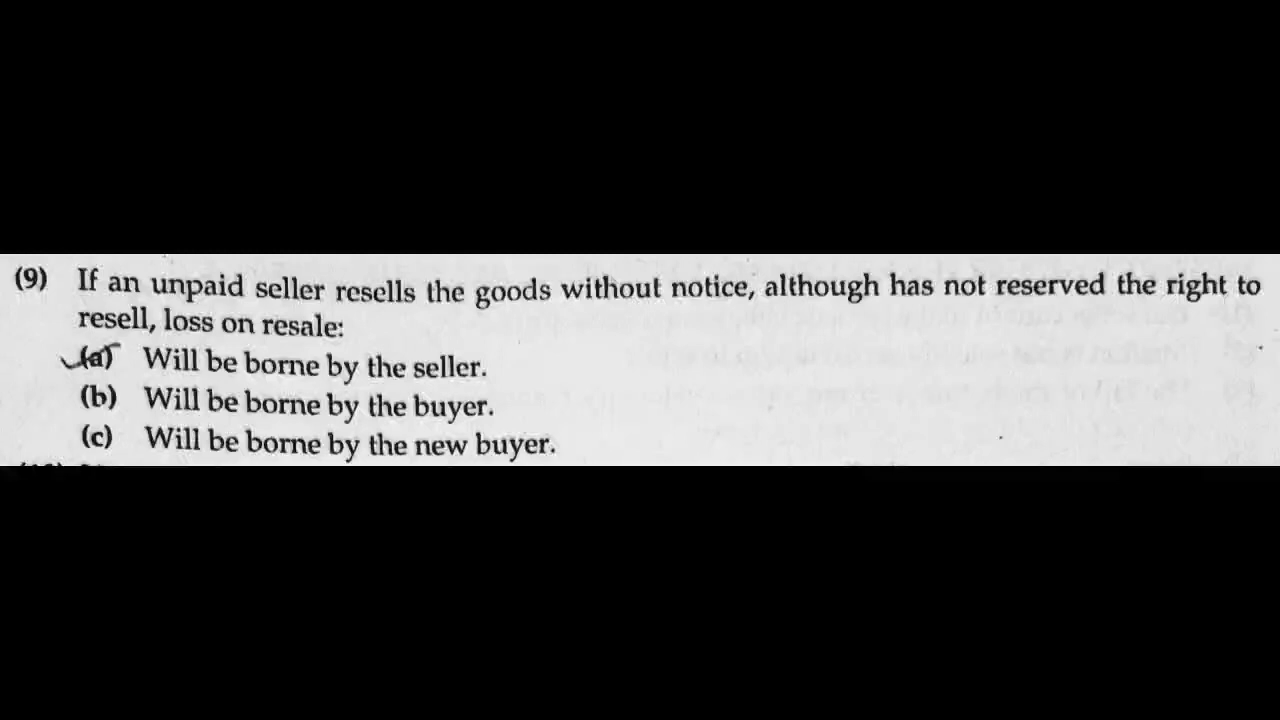 (9) If an unpaid seller resells the goods without notice, although has not reserved the right to
resell, loss on resale:
(a) Will be borne by the seller.
(b) Will be borne by the buyer.
(c) Will be borne by the new buyer.